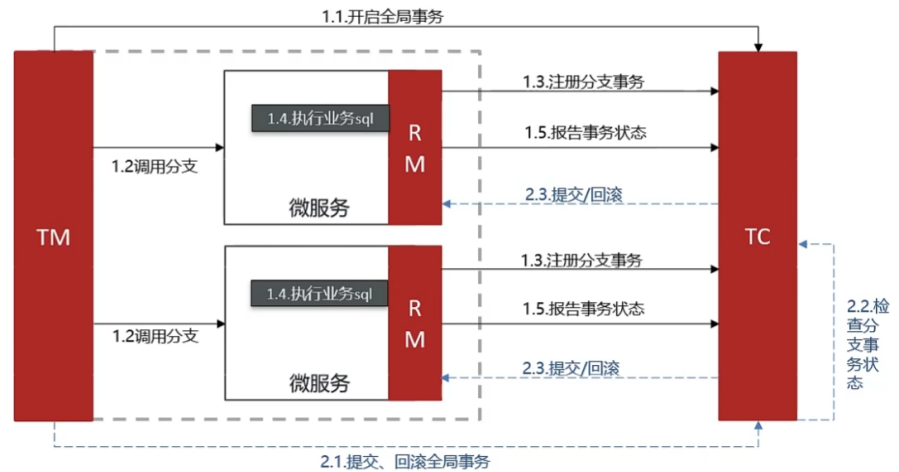 1.1.开启全局事务
TM
1.2调用分支
1.4.执行业务sql
微服务
R
M
1.3.注册分支事务
1.5.报告事务状态
2.3.提交/回滚
1.2调用分支
1.4.执行业务sql
微服务
R
M
1.3.注册分支事务
1.5.报告事务状态
2.3.提交/回滚
TC
2.2.检
查分
支事
务状
态
2.1.提交、回滚全局事务